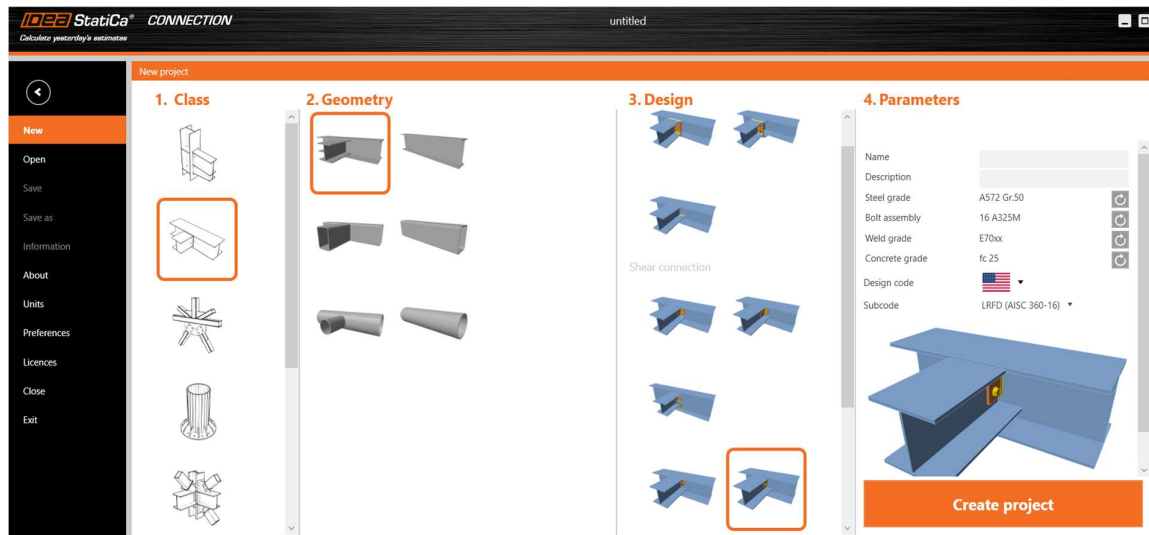 IDEA StatiCa® CONNECTION
Calculate yesterday's estimates
untitled
New project
New
Open
Save
Save as
Information
About
Units
Preferences
Licences
Close
Exit
1. Class
2. Geometry
3. Design
Shear connection
4. Parameters
Name
Description
Steel grade A572 Gr.50
Bolt assembly 16 A325M
Weld grade E70xx
Concrete grade fc 25
Design code
Subcode LRFD (AISC 360-16)
Create project